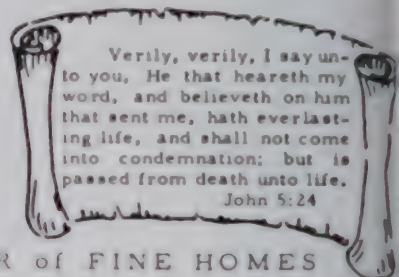 Verily, verily, I say un-
to you, He that heareth my
word, and believeth on him
that sent me, hath everlast-
ing life, and shall not come
into condemnation; but is
passed from death unto life.
John 5:24
R of FINE HOMES